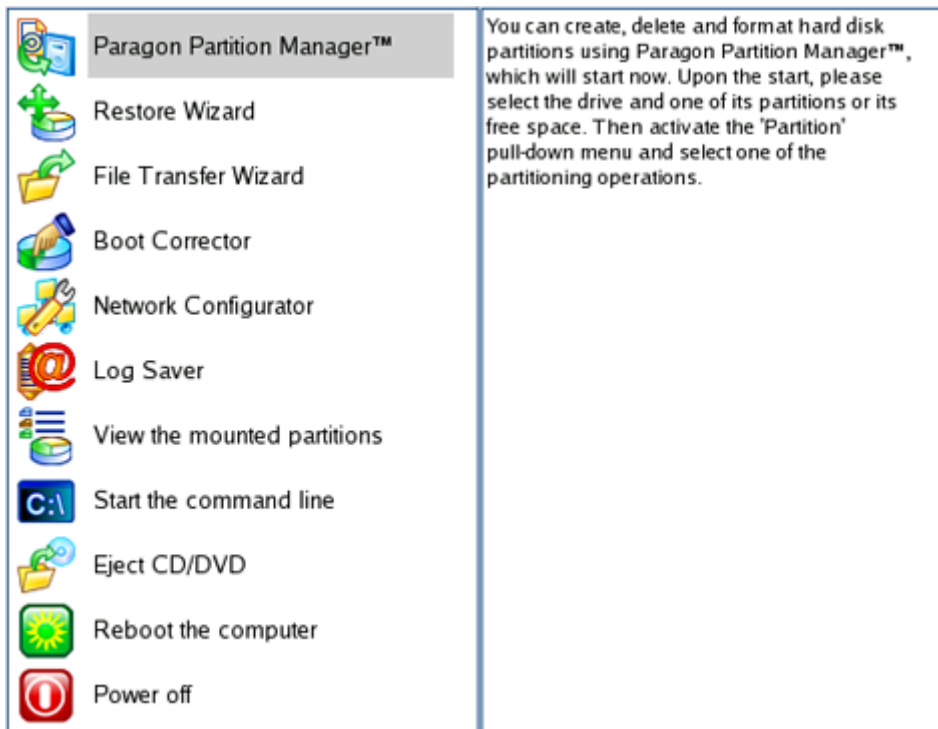 Paragon Partition Manager™
Restore Wizard
File Transfer Wizard
Boot Corrector
Network Configurator
@
Log Saver
View the mounted partitions
C:\
Start the command line
Eject CD/DVD
Reboot the computer
Power off
You can create, delete and format hard disk
partitions using Paragon Partition Manager™,
which will start now. Upon the start, please
select the drive and one of its partitions or its
free space. Then activate the 'Partition'
pull-down menu and select one of the
partitioning operations.